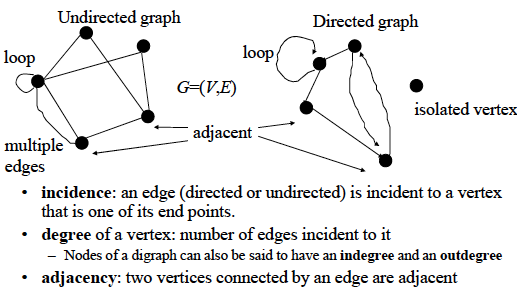 Undirected graph
Directed graph
loop
loop
G=(V,E)
isolated vertex
adjacent
multiple
edges
• incidence: an edge (directed or undirected) is incident to a vertex
that is one of its end points.
• degree of a vertex: number of edges incident to it
– Nodes of a digraph can also be said to have an indegree and an outdegree
• adjacency: two vertices connected by an edge are adjacent